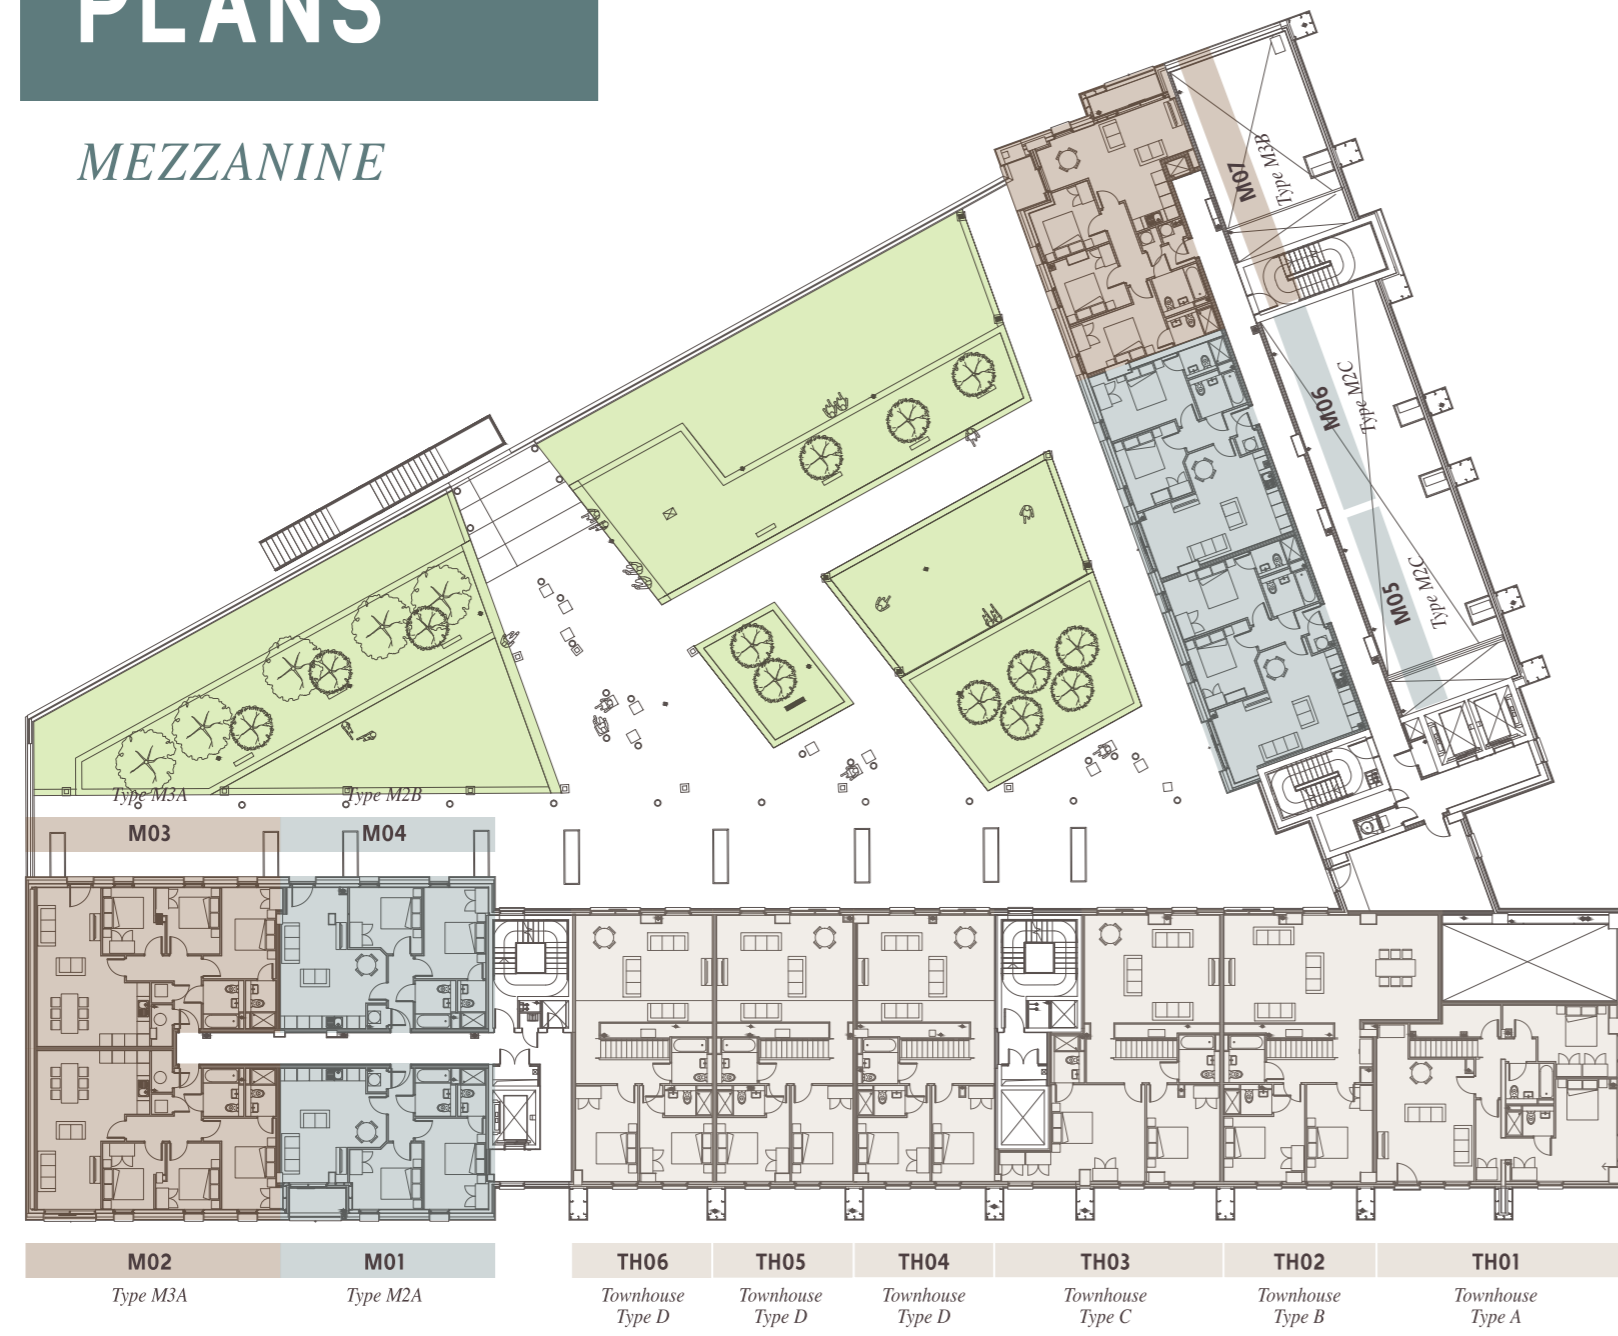 PLANS
MEZZANINE
M07
Type M3B
M06
Type M2C
M05
Type M2C
Type M3A
Type M2B
M03
M04
M02
M01
TH06
TH05
TH04
TH03
TH02
TH01
Type M3A
Type M2A
Townhouse
Type D
Townhouse
Type D
Townhouse
Type D
Townhouse
Type C
Townhouse
Type B
Townhouse
Type A